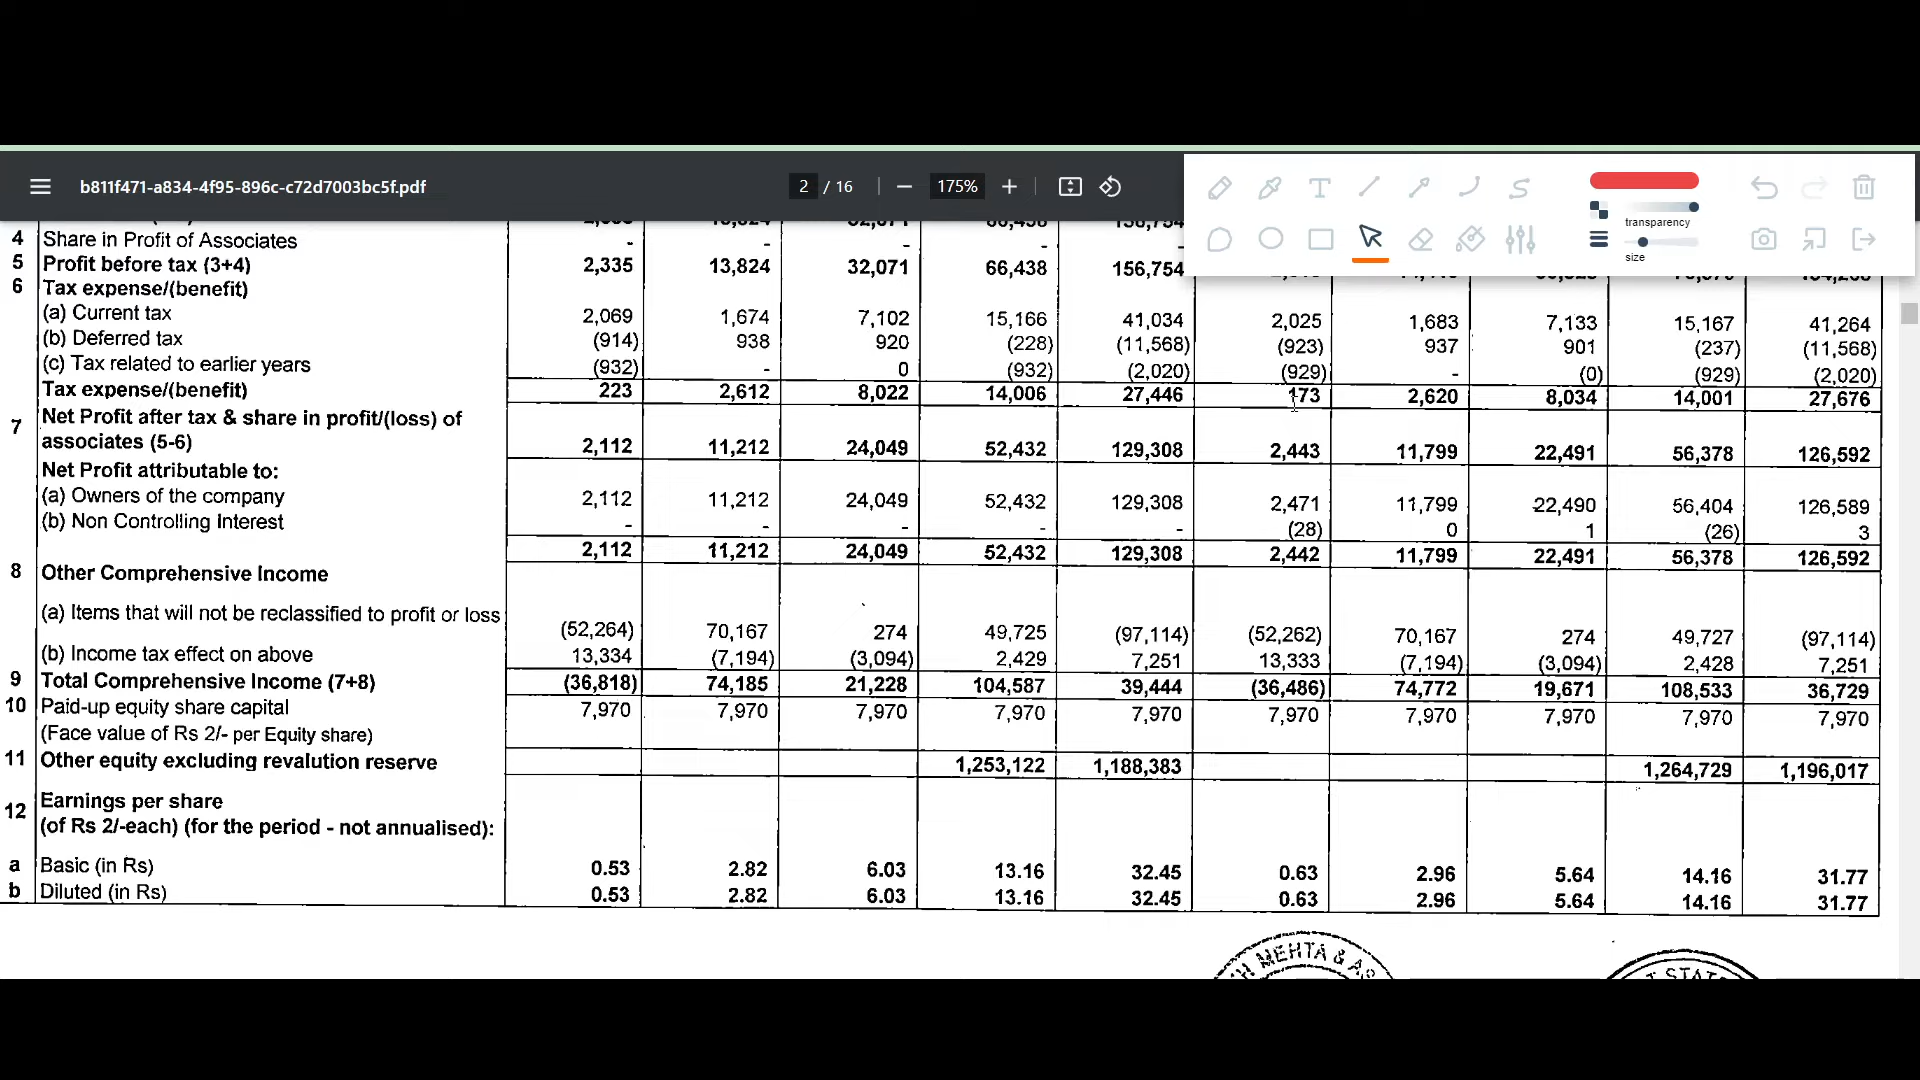 b811f471-a834-4f95-896c-c72d7003bc5f.pdf 2 / 16 175%
transparency
size
4 Share in Profit of Associates - - - - - -
5 Profit before tax (3+4) 2,335 13,824 32,071 66,438 156,754
6 Tax expense/(benefit)
(a) Current tax 2,069 1,674 7,102 15,166 41,034 2,025 1,683 7,133 15,167 41,264
(b) Deferred tax (914) 938 920 (228) (11,568) (923) 937 901 (237) (11,568)
(c) Tax related to earlier years (932) - 0 (932) (2,020) (929) - (0) (929) (2,020)
Tax expense/(benefit) 223 2,612 8,022 14,006 27,446 173 2,620 8,034 14,001 27,676
7 Net Profit after tax & share in profit/(loss) of
associates (5-6) 2,112 11,212 24,049 52,432 129,308 2,443 11,799 22,491 56,378 126,592
Net Profit attributable to:
(a) Owners of the company 2,112 11,212 24,049 52,432 129,308 2,471 11,799 22,490 56,404 126,589
(b) Non Controlling Interest - - - - - (28) 0 1 (26) 3
2,112 11,212 24,049 52,432 129,308 2,442 11,799 22,491 56,378 126,592
8 Other Comprehensive Income
(a) Items that will not be reclassified to profit or loss (52,264) 70,167 274 49,725 (97,114) (52,262) 70,167 274 49,727 (97,114)
(b) Income tax effect on above 13,334 (7,194) (3,094) 2,429 7,251 13,333 (7,194) (3,094) 2,428 7,251
9 Total Comprehensive Income (7+8) (36,818) 74,185 21,228 104,587 39,444 (36,486) 74,772 19,671 108,533 36,729
10 Paid-up equity share capital 7,970 7,970 7,970 7,970 7,970 7,970 7,970 7,970 7,970 7,970
(Face value of Rs 2/- per Equity share)
11 Other equity excluding revalution reserve 1,253,122 1,188,383 1,264,729 1,196,017
12 Earnings per share
(of Rs 2/-each) (for the period - not annualised):
a Basic (in Rs) 0.53 2.82 6.03 13.16 32.45 0.63 2.96 5.64 14.16 31.77
b Diluted (in Rs) 0.53 2.82 6.03 13.16 32.45 0.63 2.96 5.64 14.16 31.77
MEHTA &